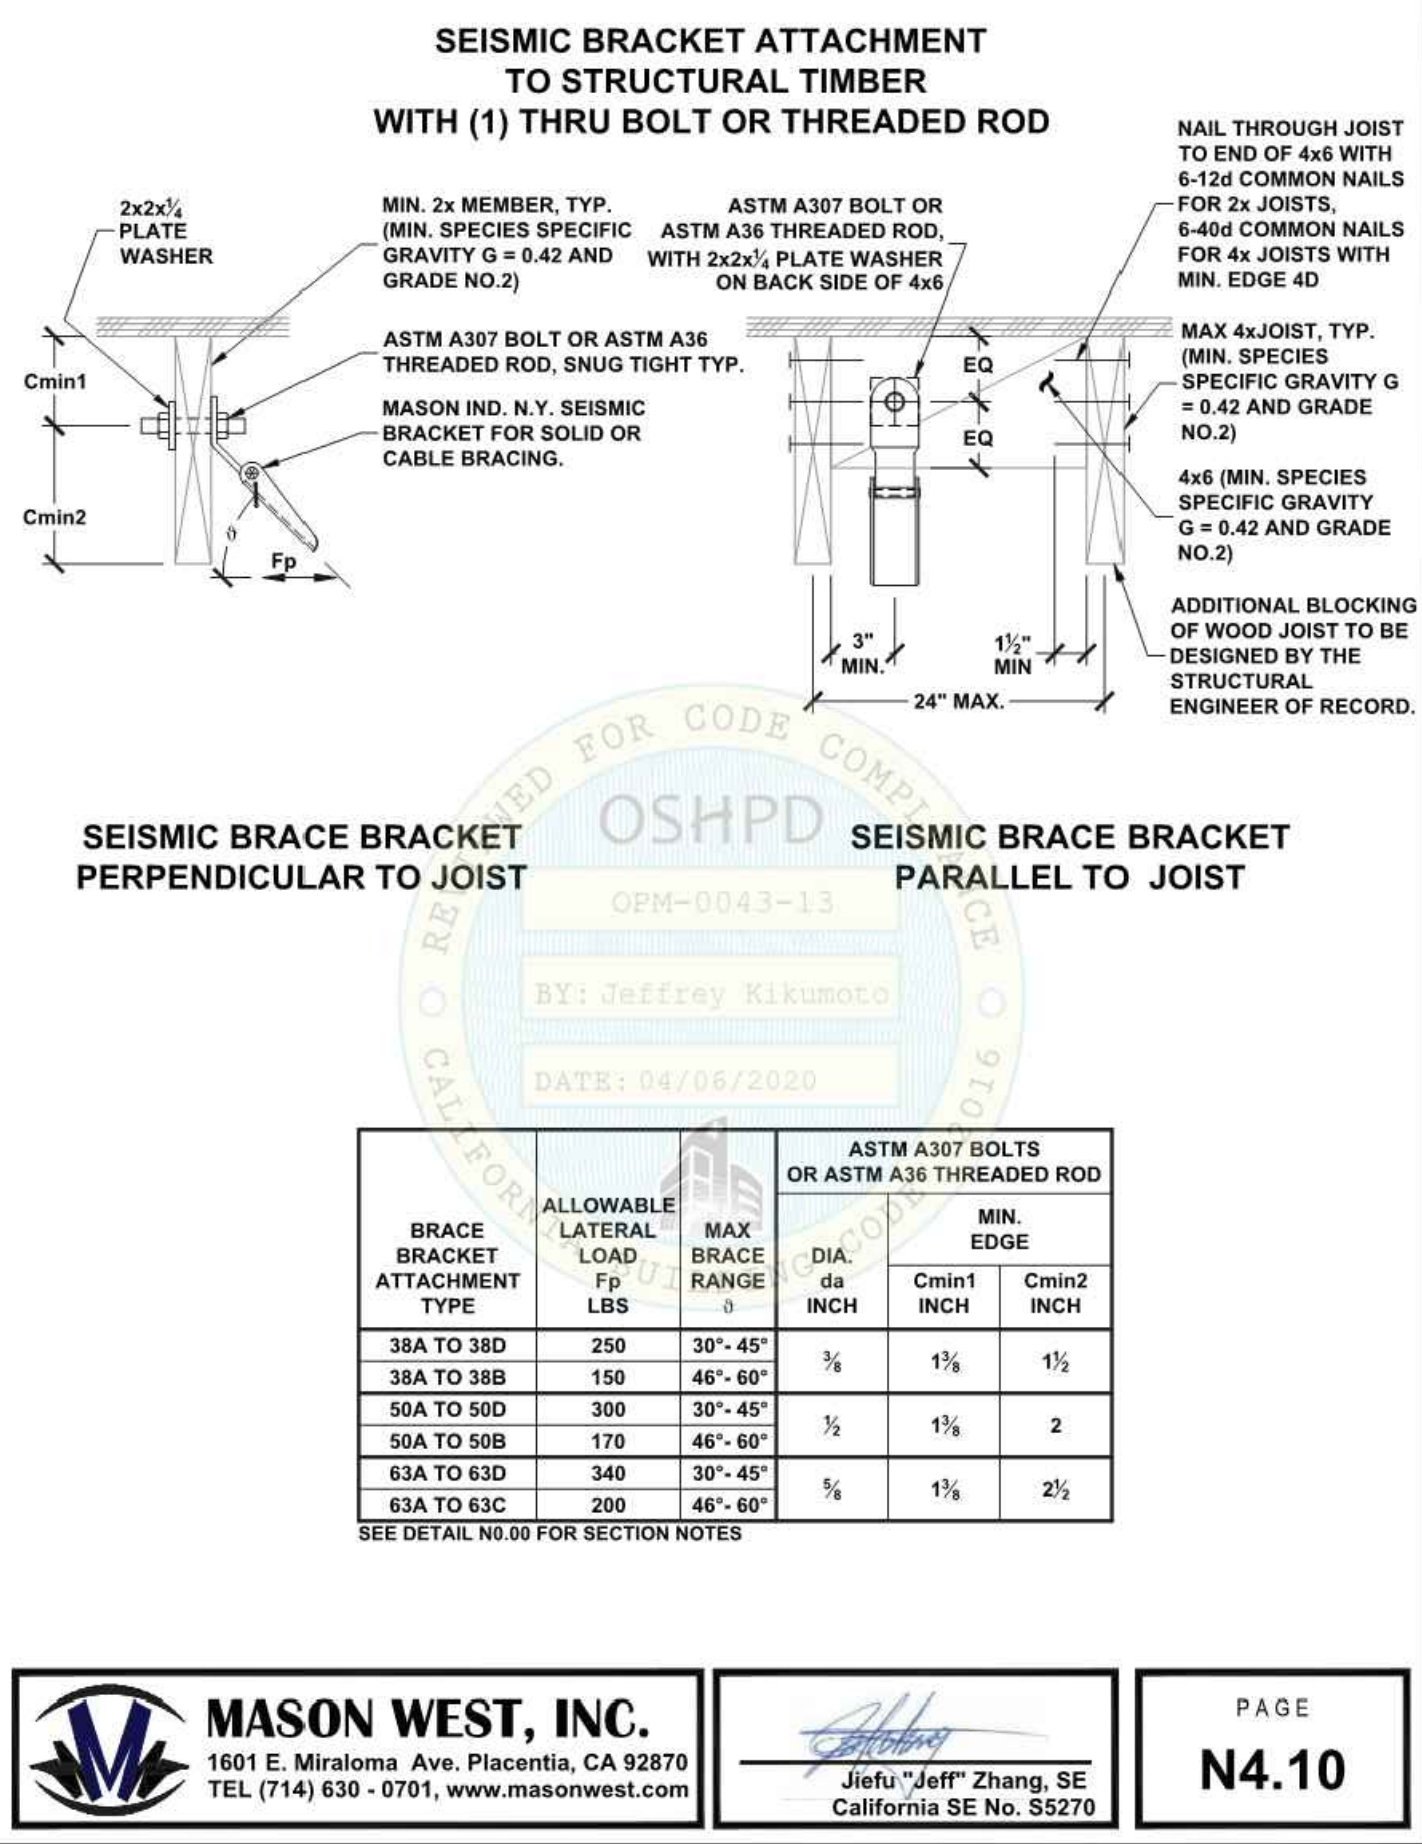 SEISMIC BRACKET ATTACHMENT
TO STRUCTURAL TIMBER
WITH (1) THRU BOLT OR THREADED ROD
2x2x¼
PLATE
WASHER
MIN. 2x MEMBER, TYP.
(MIN. SPECIES SPECIFIC
GRAVITY G = 0.42 AND
GRADE NO.2)
ASTM A307 BOLT OR ASTM A36
THREADED ROD, SNUG TIGHT TYP.
MASON IND. N.Y. SEISMIC
BRACKET FOR SOLID OR
CABLE BRACING.
Cmin1
Cmin2
θ
Fp
ASTM A307 BOLT OR
ASTM A36 THREADED ROD,
WITH 2x2x¼ PLATE WASHER
ON BACK SIDE OF 4x6
NAIL THROUGH JOIST
TO END OF 4x6 WITH
6-12d COMMON NAILS
FOR 2x JOISTS,
6-40d COMMON NAILS
FOR 4x JOISTS WITH
MIN. EDGE 4D
MAX 4xJOIST, TYP.
(MIN. SPECIES
SPECIFIC GRAVITY G
= 0.42 AND GRADE
NO.2)
4x6 (MIN. SPECIES
SPECIFIC GRAVITY
G = 0.42 AND GRADE
NO.2)
ADDITIONAL BLOCKING
OF WOOD JOIST TO BE
DESIGNED BY THE
STRUCTURAL
ENGINEER OF RECORD.
EQ
EQ
3"
MIN.
1½"
MIN
24" MAX.
SEISMIC BRACE BRACKET
PERPENDICULAR TO JOIST
SEISMIC BRACE BRACKET
PARALLEL TO JOIST
REVIEWED FOR CODE COMPLIANCE
OSHPD
OPM-0043-13
BY: Jeffrey Kikumoto
DATE: 04/06/2020
CALIFORNIA BUILDING CODE 2016
BRACE
BRACKET
ATTACHMENT
TYPE
ALLOWABLE
LATERAL
LOAD
Fp
LBS
MAX
BRACE
RANGE
θ
ASTM A307 BOLTS
OR ASTM A36 THREADED ROD
DIA.
da
INCH
MIN.
EDGE
Cmin1
INCH
Cmin2
INCH
38A TO 38D 250 30°- 45° ⅜ 1⅜ 1½
38A TO 38B 150 46°- 60°
50A TO 50D 300 30°- 45° ½ 1⅜ 2
50A TO 50B 170 46°- 60°
63A TO 63D 340 30°- 45° ⅝ 1⅜ 2½
63A TO 63C 200 46°- 60°
SEE DETAIL N0.00 FOR SECTION NOTES
MASON WEST, INC.
1601 E. Miraloma Ave. Placentia, CA 92870
TEL (714) 630 - 0701, www.masonwest.com
Jiefu "Jeff" Zhang, SE
California SE No. S5270
PAGE
N4.10